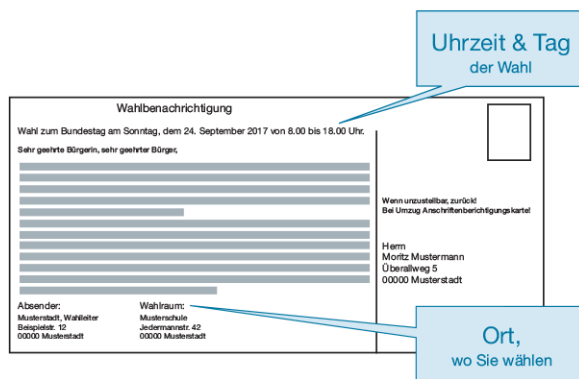 Uhrzeit & Tag
der Wahl
Wahlbenachrichtigung
Wahl zum Bundestag am Sonntag, dem 24. September 2017 von 8.00 bis 18.00 Uhr.
Sehr geehrte Bürgerin, sehr geehrter Bürger,
Wenn unzustellbar, zurück!
Bei Umzug Anschriftenberichtigungskarte!
Herrn
Moritz Mustermann
Überallweg 5
00000 Musterstadt
Absender:
Musterstadt, Wahlleiter
Beispielstr. 12
00000 Musterstadt
Wahlraum:
Musterschule
Jedermannstr. 42
00000 Musterstadt
Ort,
wo Sie wählen